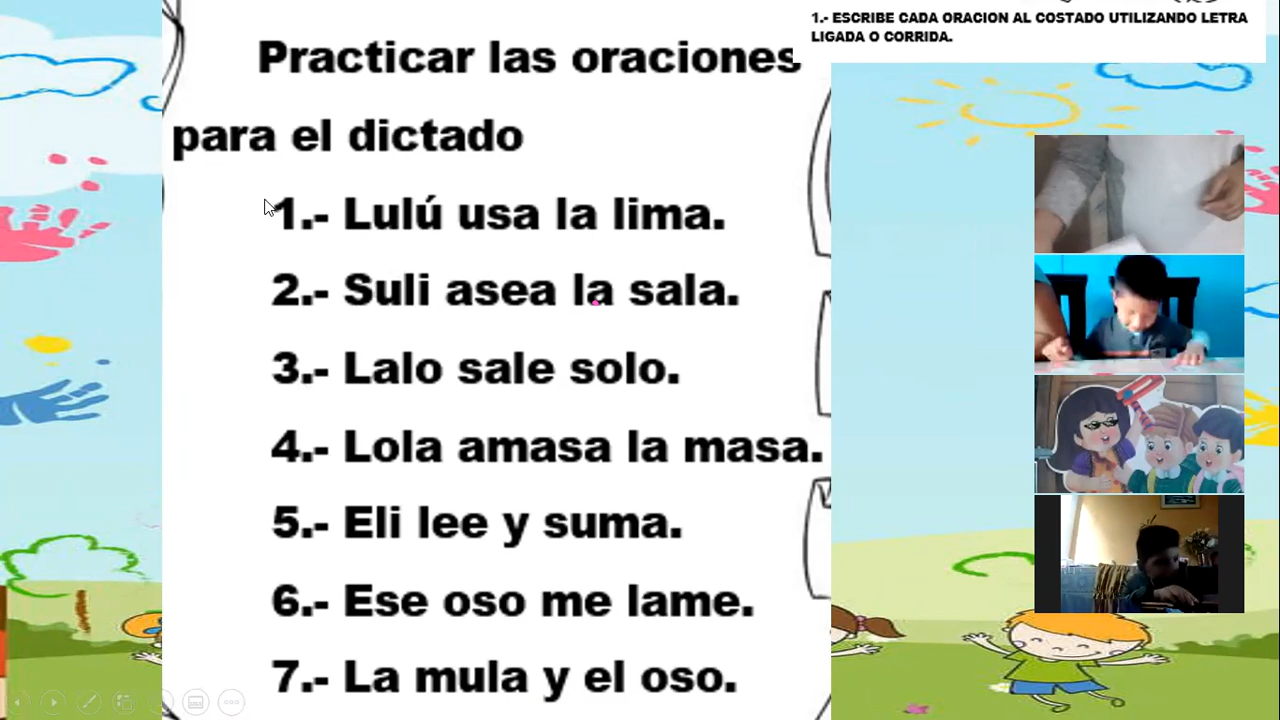 Practicar las oraciones
para el dictado
1.- Lulú usa la lima.
2.- Suli asea la sala.
3.- Lalo sale solo.
4.- Lola amasa la masa.
5.- Eli lee y suma.
6.- Ese oso me lame.
7.- La mula y el oso.
1.- ESCRIBE CADA ORACION AL COSTADO UTILIZANDO LETRA
LIGADA O CORRIDA.